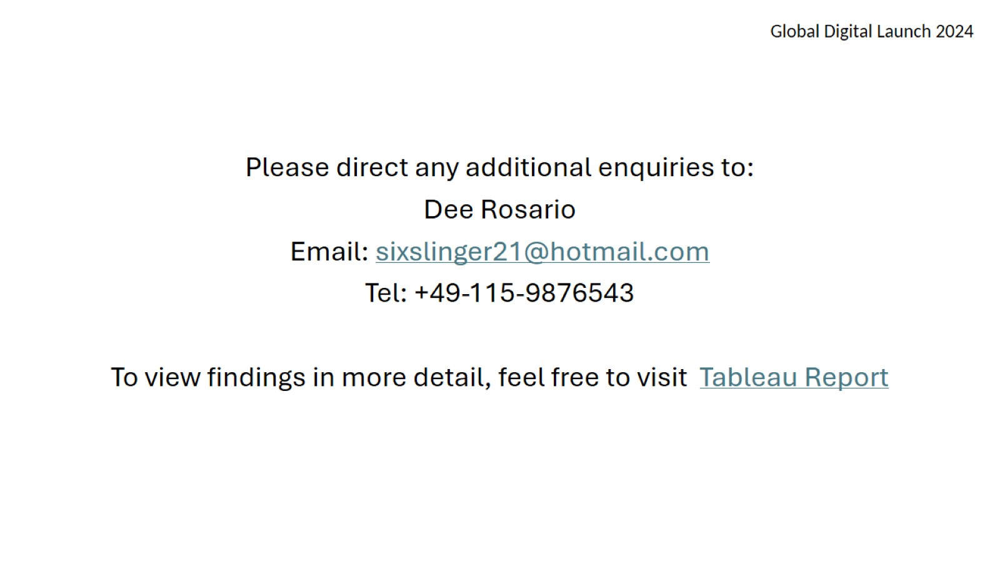 Global Digital Launch 2024
Please direct any additional enquiries to:
Dee Rosario
Email: sixslinger21@hotmail.com
Tel: +49-115-9876543
To view findings in more detail, feel free to visit Tableau Report